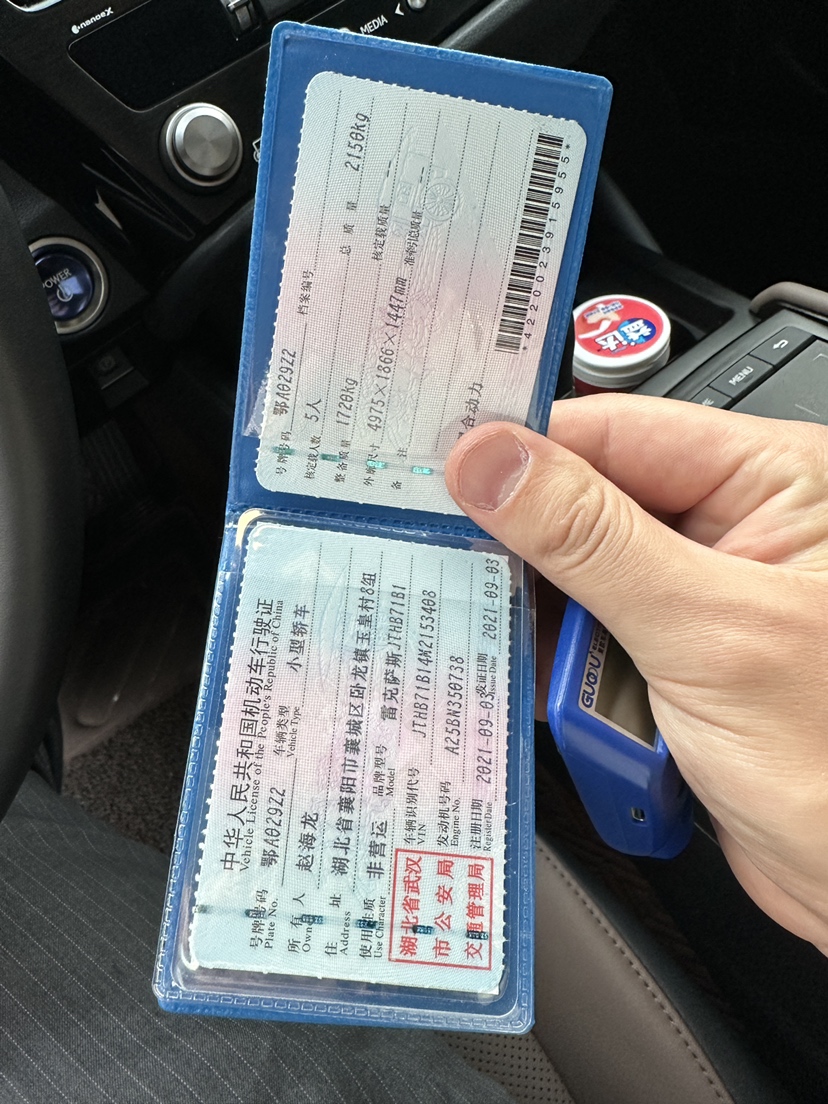 nanoeX
MEDIA
POWER
MENU
益达
GUOU
号牌号码 鄂A029Z2 档案编号
核定载人数 5人 总质量 2150kg
整备质量 1720kg 核定载质量
外廓尺寸 4975×1866×1447mm 准牵引总质量
备注
合动力
*4220023915955*
中华人民共和国机动车行驶证
Vehicle License of the People's Republic of China
号牌号码 鄂A029Z2 车辆类型 小型轿车
Plate No. Vehicle Type
所有人 赵海龙
Owner
住址 湖北省襄阳市襄城区卧龙镇玉皇村8组
Address
使用性质 非营运 品牌型号 雷克萨斯JTHB71B1
Use Character Model
湖北省武汉
市公安局
交通管理局
车辆识别代号 JTHB71B14M2153408
VIN
发动机号码 A25BN350738
Engine No.
注册日期 2021-09-03 发证日期 2021-09-03
Register Date Issue Date